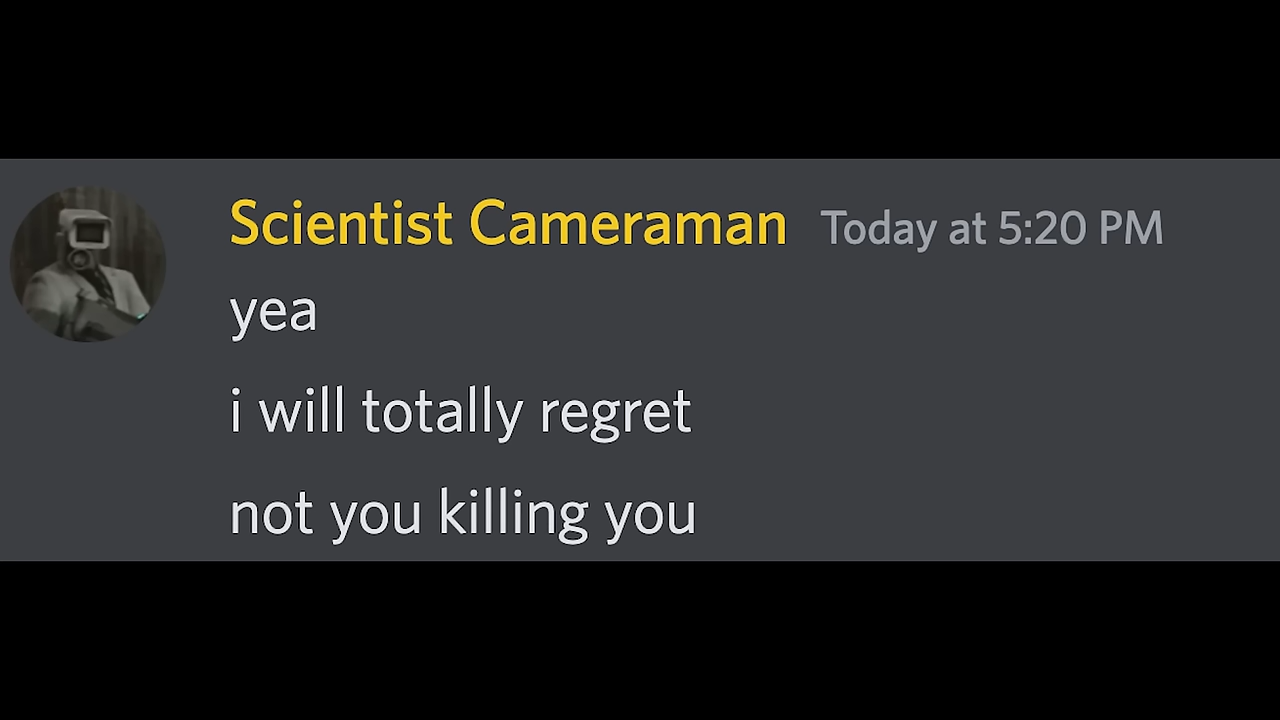 Scientist Cameraman Today at 5:20 PM
yea
i will totally regret
not you killing you